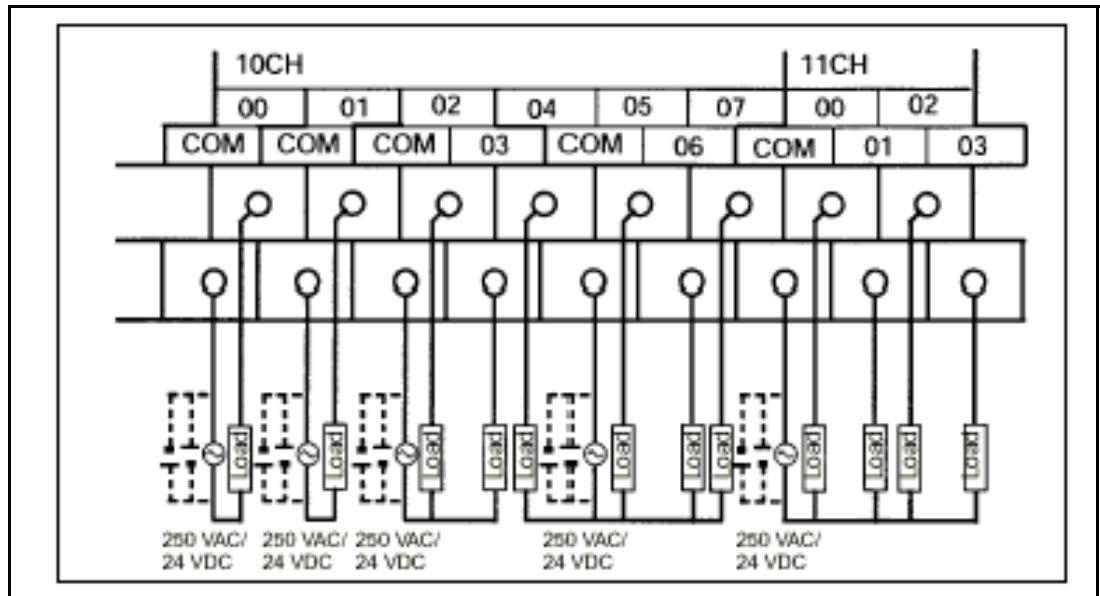 10CH 11CH
00 01 02 04 05 07 00 02
COM COM COM 03 COM 06 COM 01 03
Load Load Load Load Load Load Load Load Load Load Load Load
250 VAC/ 250 VAC/ 250 VAC/ 250 VAC/ 250 VAC/
24 VDC 24 VDC 24 VDC 24 VDC 24 VDC